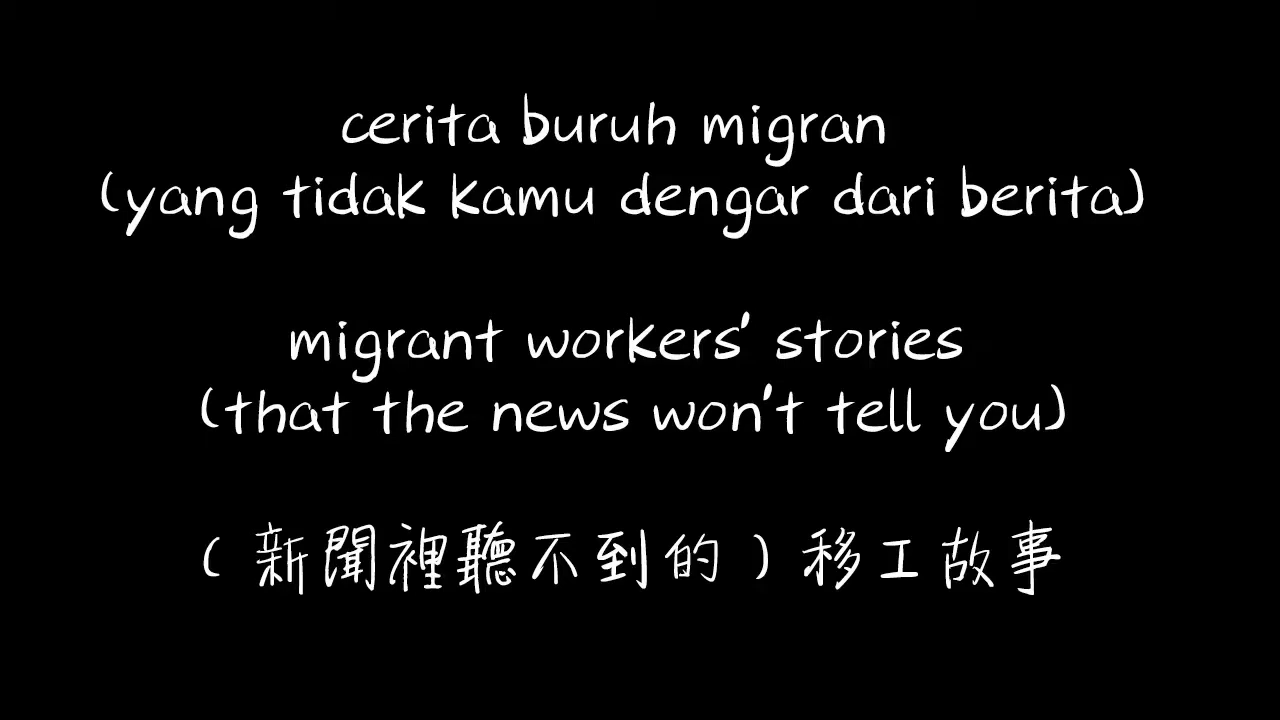 cerita buruh migran
(yang tidak kamu dengar dari berita)
migrant workers' stories
(that the news won't tell you)
（新聞裡聽不到的）移工故事